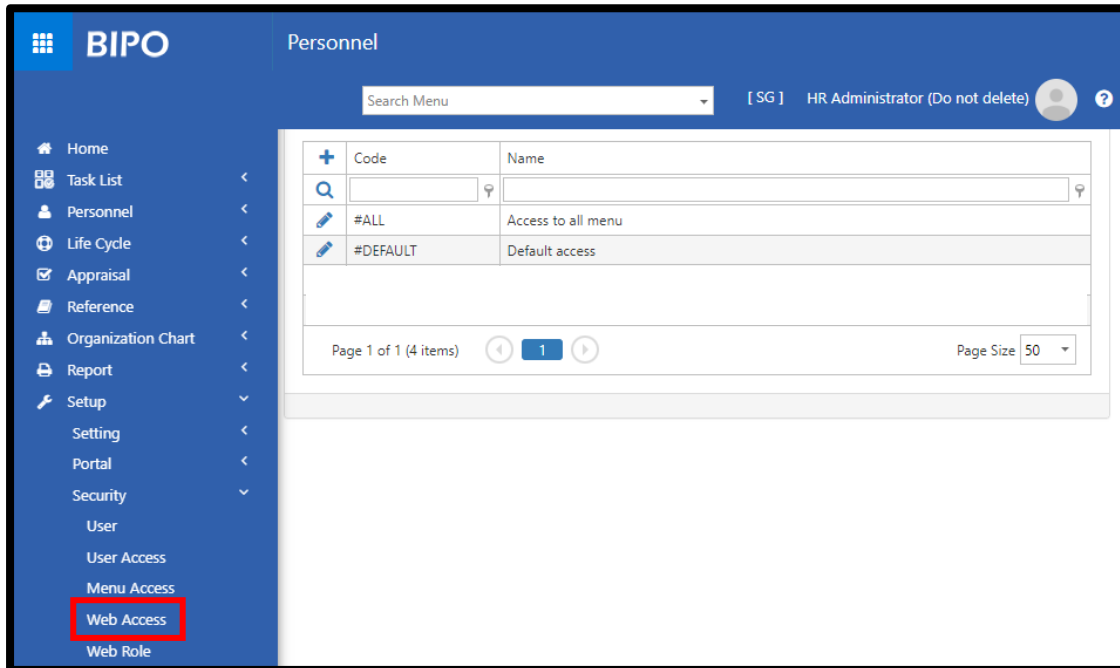 BIPO
Personnel
Search Menu
[ SG ]
HR Administrator (Do not delete)
?
Home
Task List
Personnel
Life Cycle
Appraisal
Reference
Organization Chart
Report
Setup
Setting
Portal
Security
User
User Access
Menu Access
Web Access
Web Role
Code Name
#ALL Access to all menu
#DEFAULT Default access
Page 1 of 1 (4 items) 1 Page Size 50